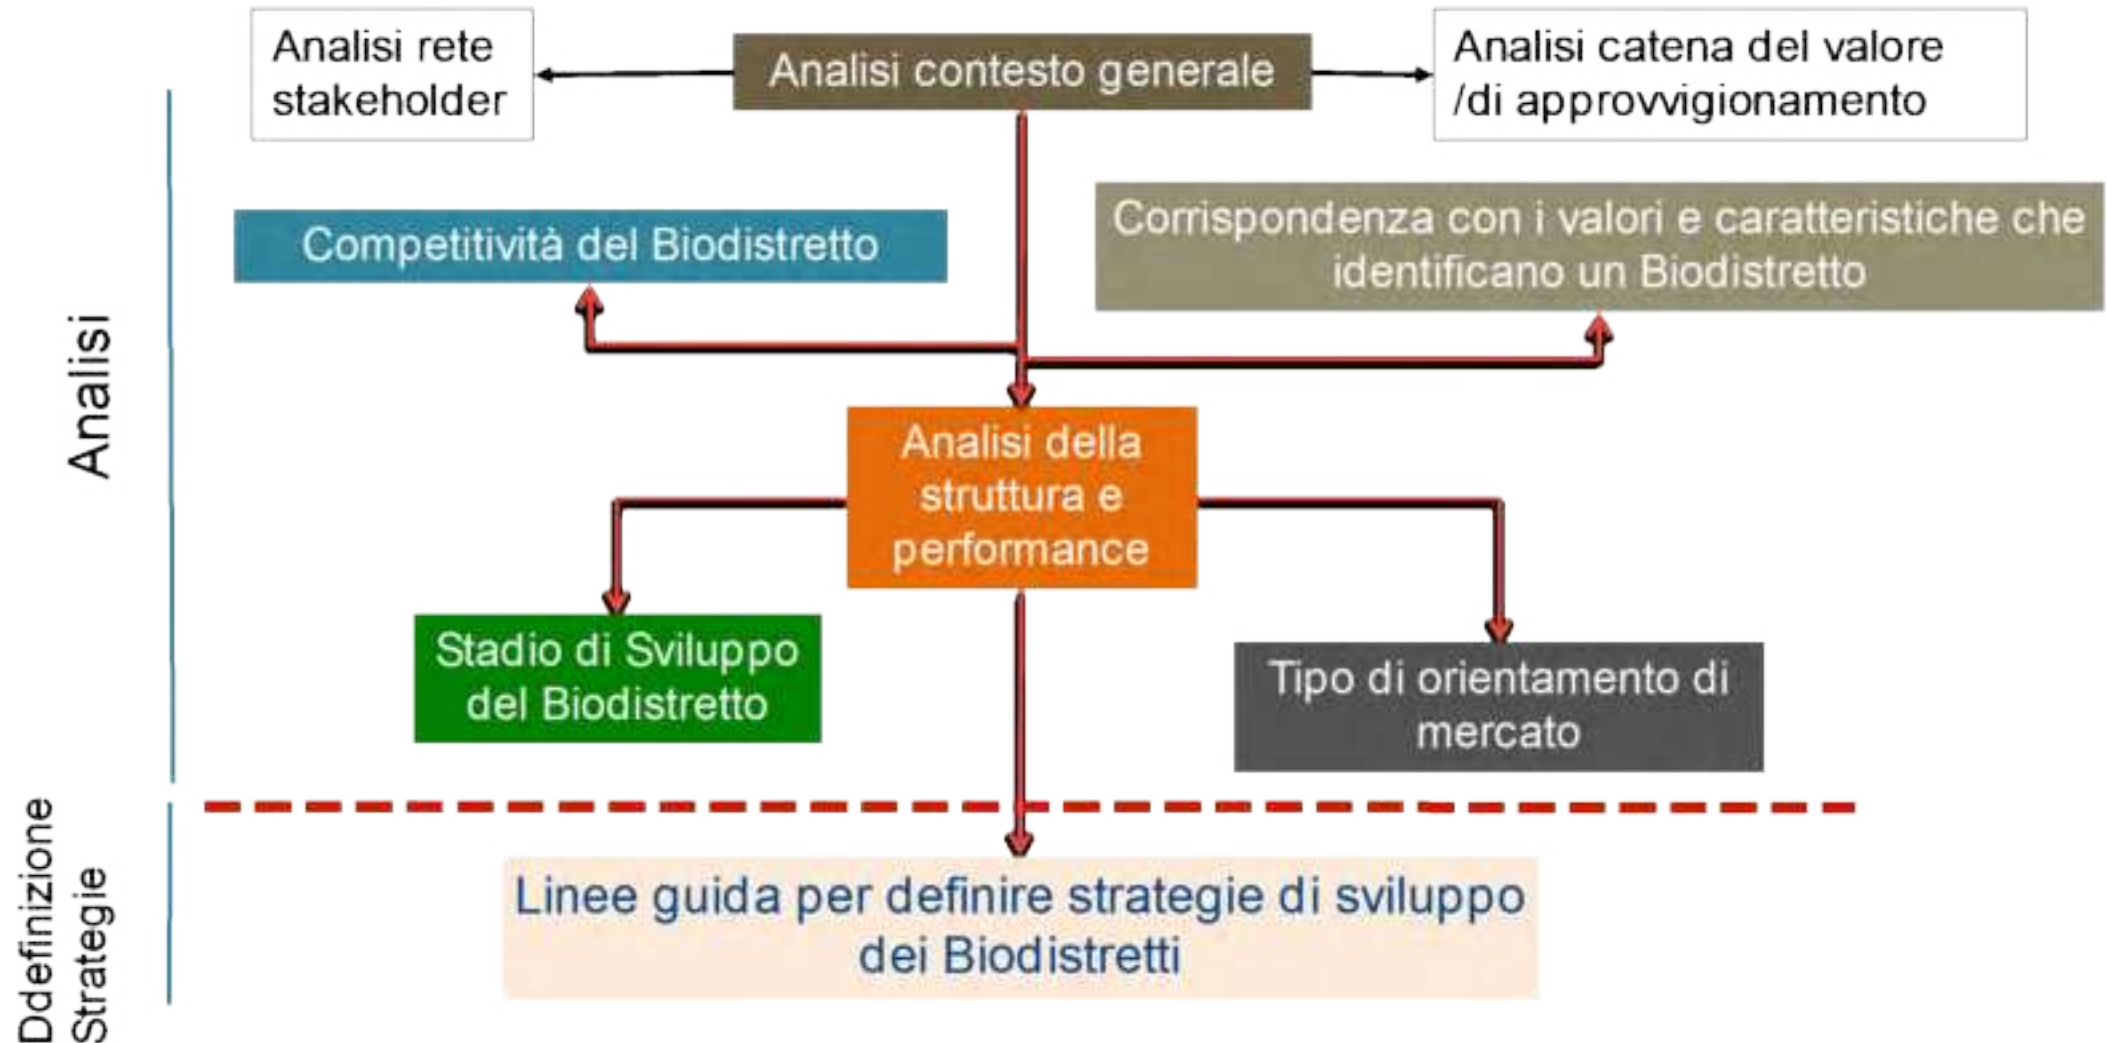 Analisi rete
stakeholder
Analisi contesto generale
Analisi catena del valore
/di approvvigionamento
Competitività del Biodistretto
Corrispondenza con i valori e caratteristiche che
identificano un Biodistretto
Analisi
Analisi della
struttura e
performance
Stadio di Sviluppo
del Biodistretto
Tipo di orientamento di
mercato
Ddefinizione
Strategie
Linee guida per definire strategie di sviluppo
dei Biodistretti